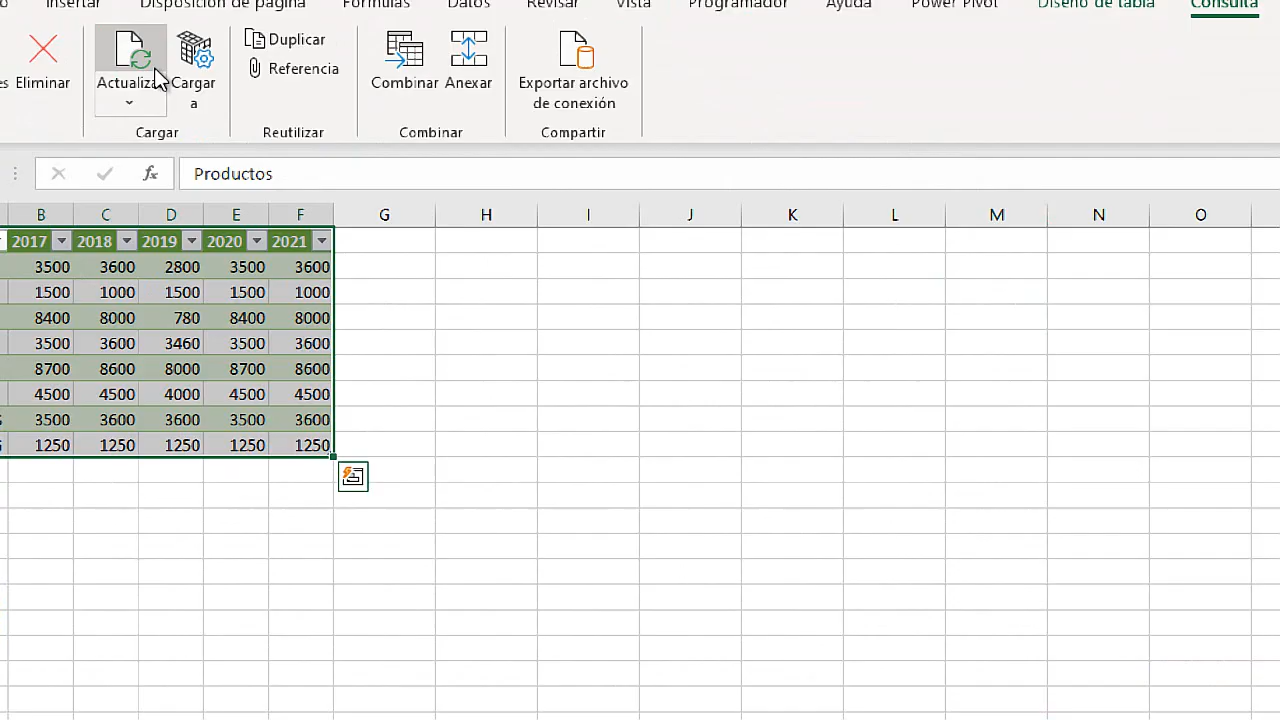 Insertar Disposición de página Fórmulas Datos Revisar Vista Programador Ayuda Power Pivot Diseño de tabla Consulta
Eliminar
Actualiza
Cargar
a
Cargar
Duplicar
Referencia
Reutilizar
Combinar Anexar
Combinar
Exportar archivo
de conexión
Compartir
fx Productos
B C D E F G H I J K L M N O
2017 2018 2019 2020 2021
3500 3600 2800 3500 3600
1500 1000 1500 1500 1000
8400 8000 780 8400 8000
3500 3600 3460 3500 3600
8700 8600 8000 8700 8600
4500 4500 4000 4500 4500
3500 3600 3600 3500 3600
1250 1250 1250 1250 1250